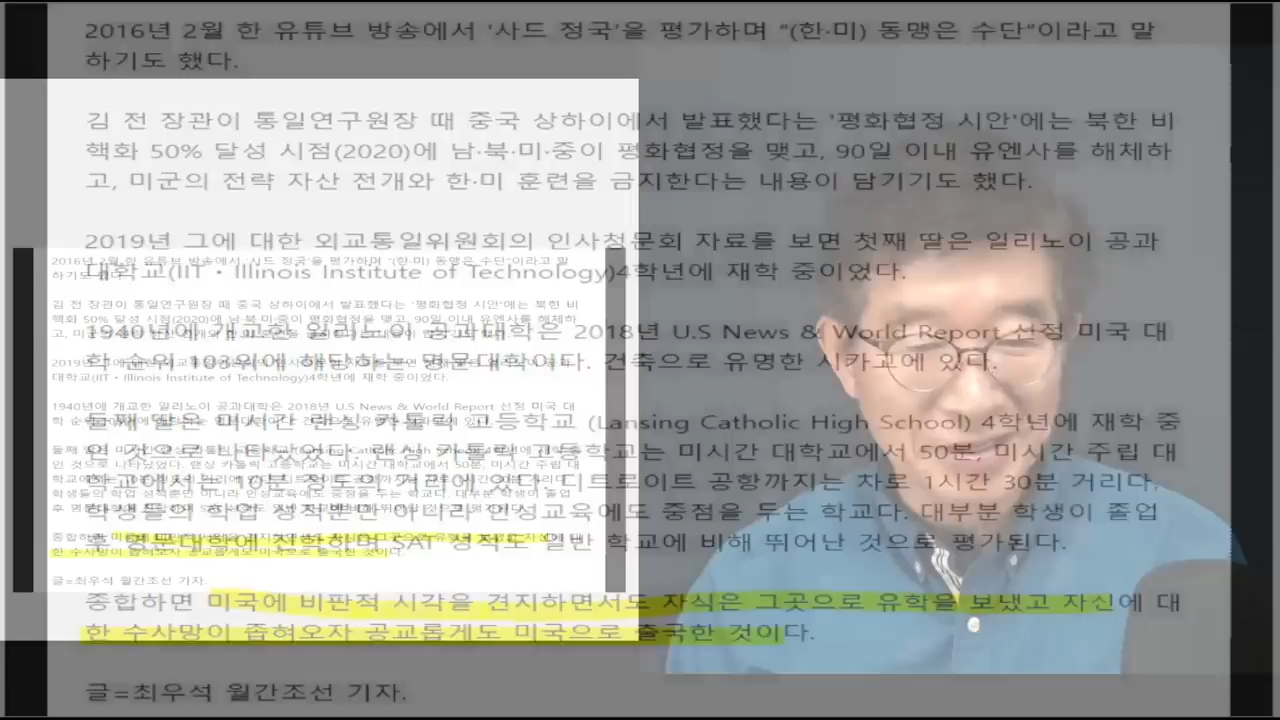 2016년 2월 한 유튜브 방송에서 '사드 정국'을 평가하며 "(한·미) 동맹은 수단"이라고 말
하기도 했다.
김 전 장관이 통일연구원장 때 중국 상하이에서 발표했다는 '평화협정 시안'에는 북한 비
핵화 50% 달성 시점(2020)에 남·북·미·중이 평화협정을 맺고, 90일 이내 유엔사를 해체하
고, 미군의 전략 자산 전개와 한·미 훈련을 금지한다는 내용이 담기기도 했다.
2019년 그에 대한 외교통일위원회의 인사청문회 자료를 보면 첫째 딸은 일리노이 공과
대학교(IIT・Illinois Institute of Technology)4학년에 재학 중이었다.
1940년에 개교한 일리노이 공과대학은 2018년 U.S News & World Report 선정 미국 대
학 순위 103위에 해당하는 명문대학이다. 건축으로 유명한 시카고에 있다.
둘째 딸은 미시간 랜싱 카톨릭 고등학교 (Lansing Catholic High School) 4학년에 재학 중
인 것으로 나타났었다. 랜싱 카톨릭 고등학교는 미시간 대학교에서 50분, 미시간 주립 대
학교에서는 10분 정도의 거리에 있다. 디트로이트 공항까지는 차로 1시간 30분 거리다.
학생들의 학업 성적뿐만 아니라 인성교육에도 중점을 두는 학교다. 대부분 학생이 졸업
후 명문대학에 진학하며 SAT 성적도 일반 학교에 비해 뛰어난 것으로 평가된다.
종합하면 미국에 비판적 시각을 견지하면서도 자식은 그곳으로 유학을 보냈고 자신에 대
한 수사망이 좁혀오자 공교롭게도 미국으로 출국한 것이다.
글=최우석 월간조선 기자.